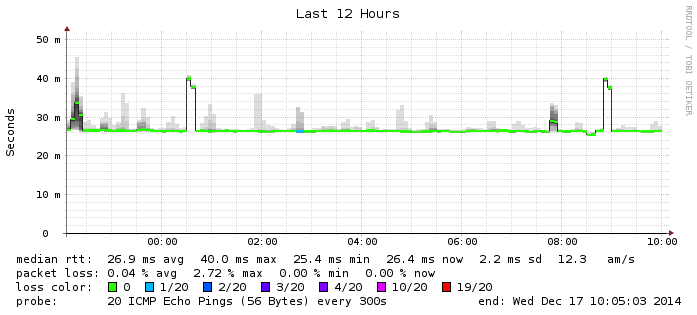 Last 12 Hours
RRDTOOL / TOBI OETIKER
50 m
40 m
30 m
20 m
10 m
0
Seconds
00:00 02:00 04:00 06:00 08:00 10:00
median rtt: 26.9 ms avg 40.0 ms max 25.4 ms min 26.4 ms now 2.2 ms sd 12.3 am/s
packet loss: 0.04 % avg 2.72 % max 0.00 % min 0.00 % now
loss color: 0 1/20 2/20 3/20 4/20 10/20 19/20
probe: 20 ICMP Echo Pings (56 Bytes) every 300s end: Wed Dec 17 10:05:03 2014